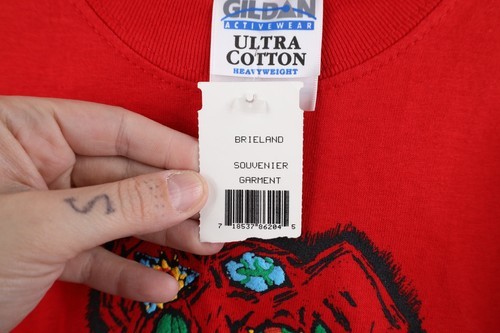 GILDAN
ACTIVEWEAR
ULTRA
COTTON
HEAVYWEIGHT
BRIELAND
SOUVENIER
GARMENT
7 18537 86204 5
S